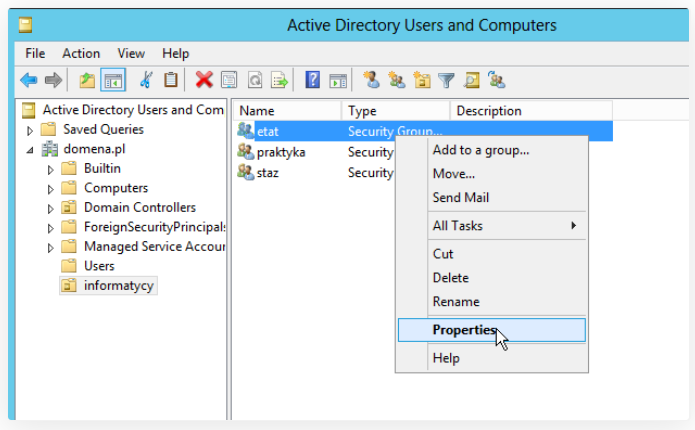 Active Directory Users and Computers
File Action View Help
Active Directory Users and Com
Saved Queries
domena.pl
Builtin
Computers
Domain Controllers
ForeignSecurityPrincipals
Managed Service Accour
Users
informatycy
Name Type Description
etat Security Group...
praktyka Security
staz Security
Add to a group...
Move...
Send Mail
All Tasks
Cut
Delete
Rename
Properties
Help